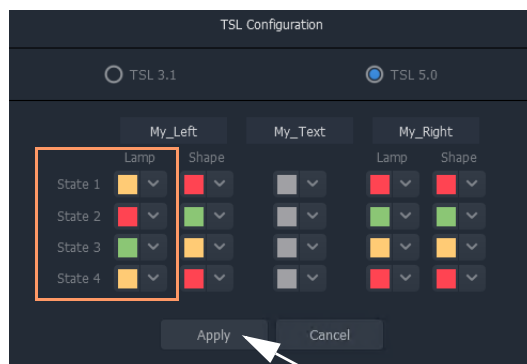 TSL Configuration
TSL 3.1 TSL 5.0
My_Left My_Text My_Right
Lamp Shape Lamp Shape
State 1
State 2
State 3
State 4
Apply Cancel